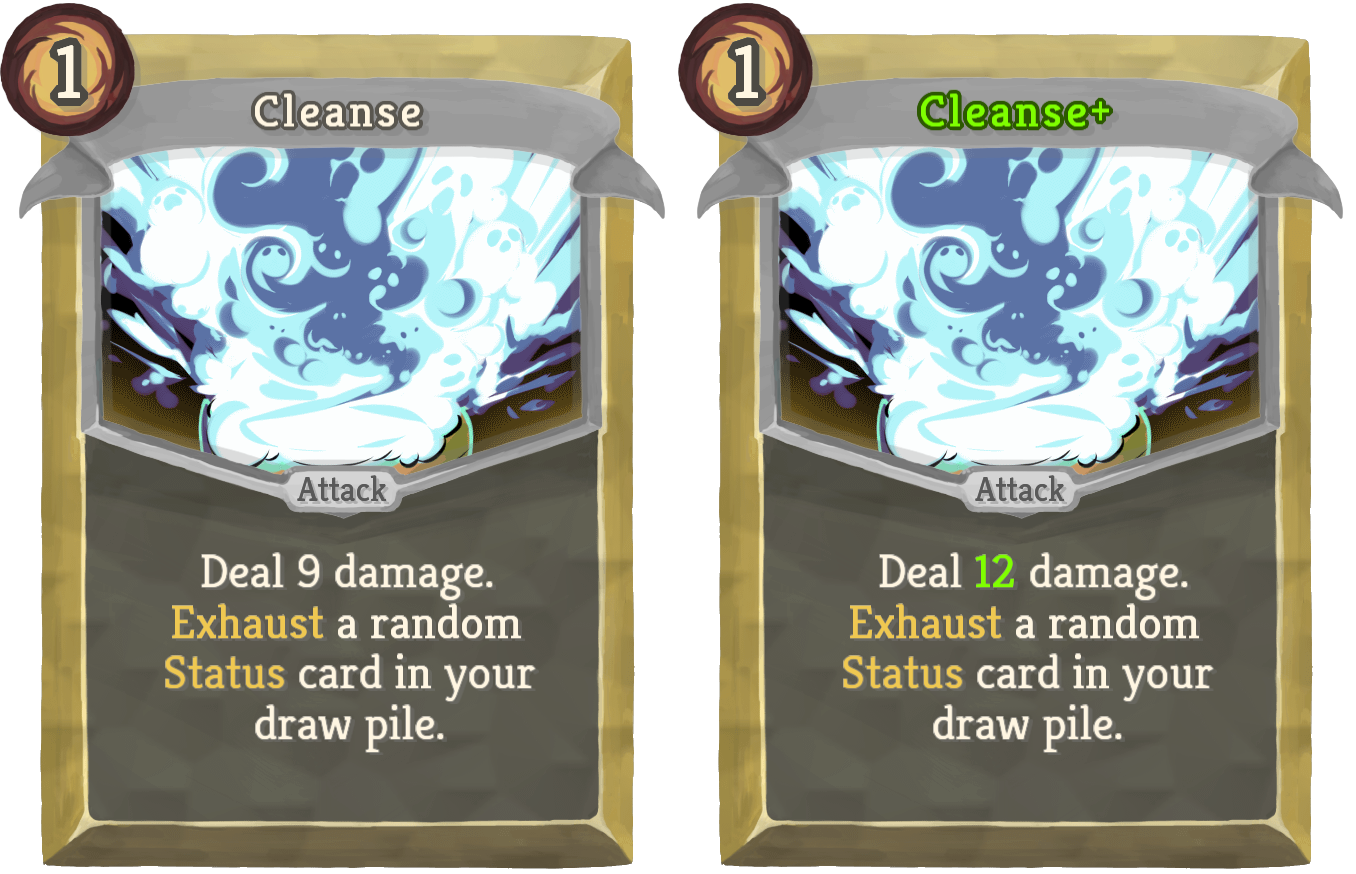 1
Cleanse
Attack
Deal 9 damage.
Exhaust a random
Status card in your
draw pile.
1
Cleanse+
Attack
Deal 12 damage.
Exhaust a random
Status card in your
draw pile.